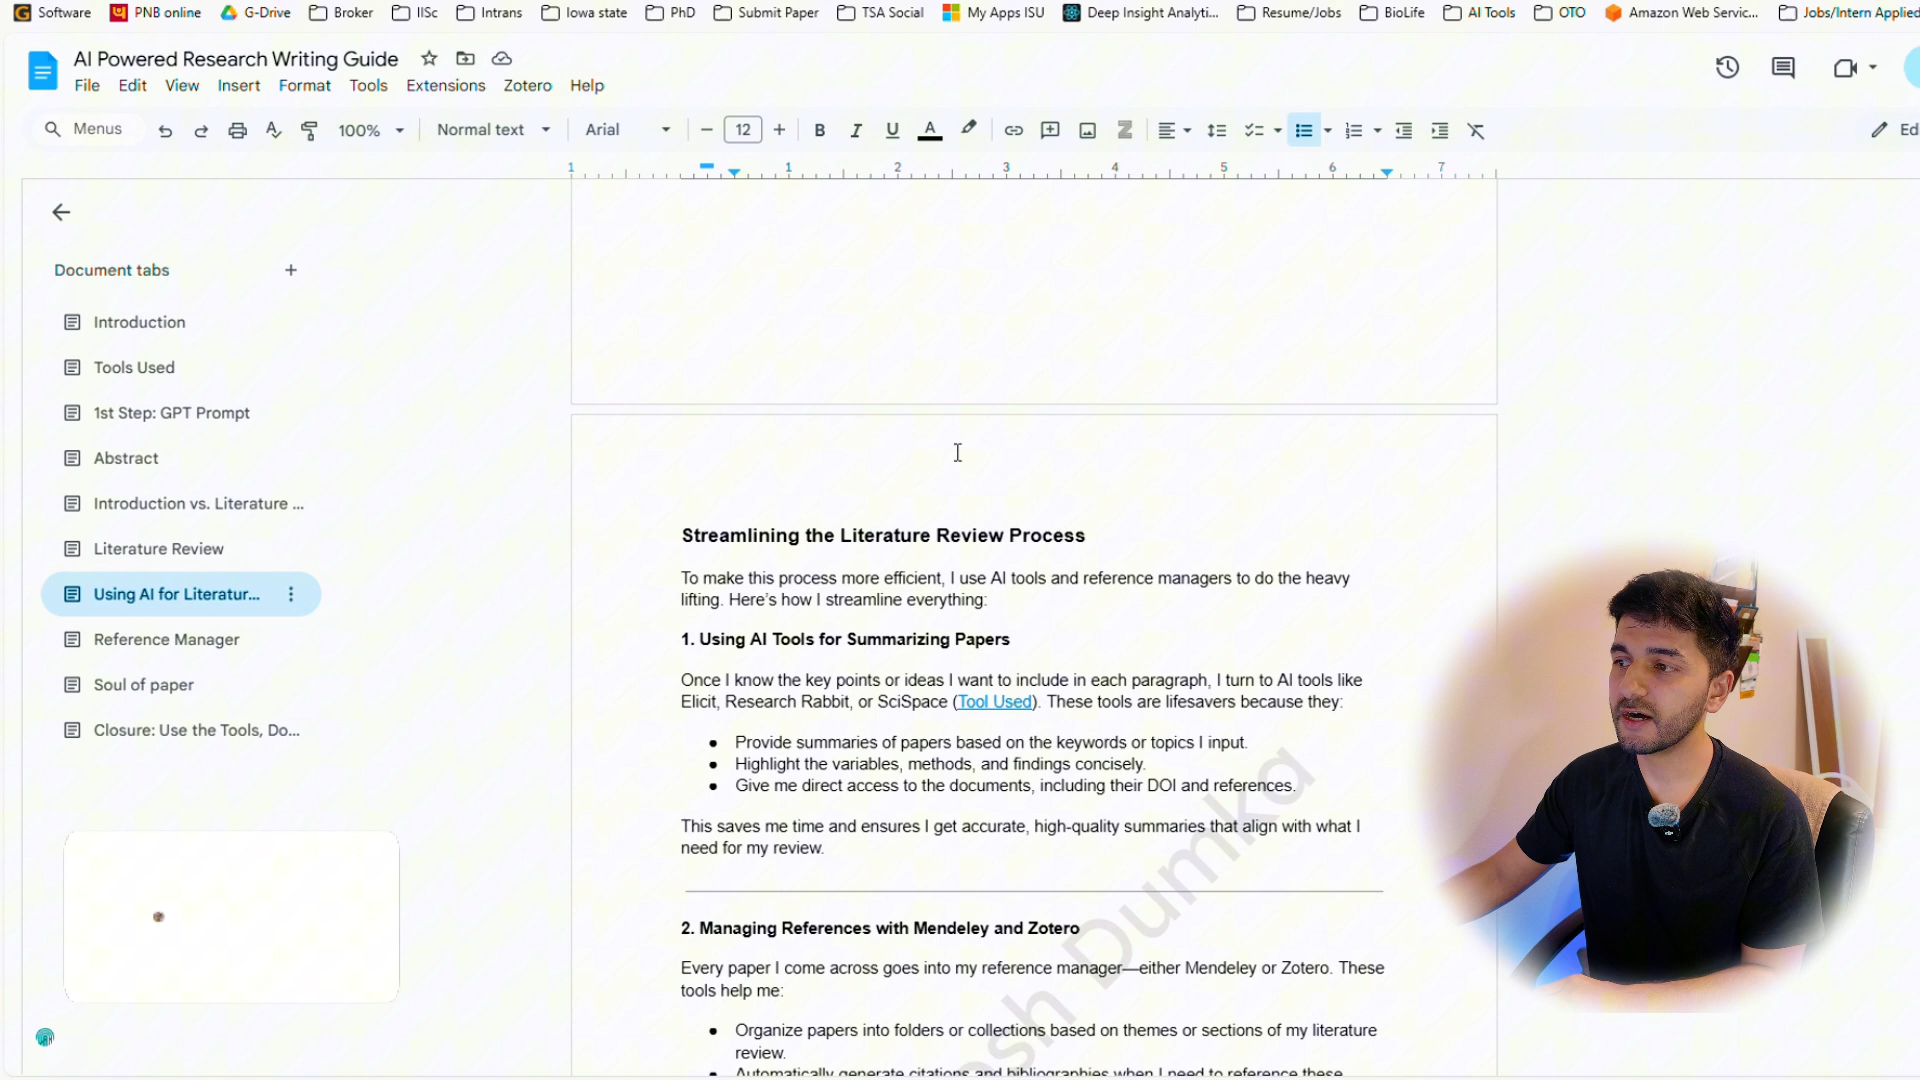 Software PNB online G-Drive Broker IISc Intrans Iowa state PhD Submit Paper TSA Social My Apps ISU Deep Insight Analyti... Resume/Jobs BioLife AI Tools OTO Amazon Web Servic... Jobs/Intern Applied
AI Powered Research Writing Guide
File Edit View Insert Format Tools Extensions Zotero Help
Menus 100% Normal text Arial 12 Ed
1 1 2 3 4 5 6 7
Document tabs
Introduction
Tools Used
1st Step: GPT Prompt
Abstract
Introduction vs. Literature ...
Literature Review
Using AI for Literatur...
Reference Manager
Soul of paper
Closure: Use the Tools, Do...
Streamlining the Literature Review Process
To make this process more efficient, I use AI tools and reference managers to do the heavy
lifting. Here's how I streamline everything:
1. Using AI Tools for Summarizing Papers
Once I know the key points or ideas I want to include in each paragraph, I turn to AI tools like
Elicit, Research Rabbit, or SciSpace (Tool Used). These tools are lifesavers because they:
● Provide summaries of papers based on the keywords or topics I input.
● Highlight the variables, methods, and findings concisely.
● Give me direct access to the documents, including their DOI and references.
This saves me time and ensures I get accurate, high-quality summaries that align with what I
need for my review.
2. Managing References with Mendeley and Zotero
Every paper I come across goes into my reference manager—either Mendeley or Zotero. These
tools help me:
● Organize papers into folders or collections based on themes or sections of my literature
review.
● Automatically generate citations and bibliographies when I need to reference these
osh Dumka